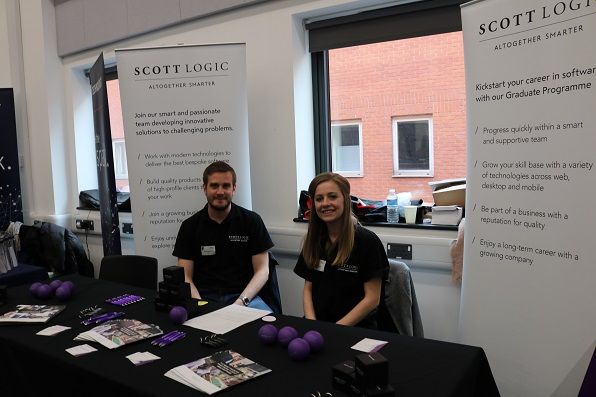 SCOTT LOGIC
ALTOGETHER SMARTER
Join our smart and passionate
team developing innovative
solutions to challenging problems.
Work with modern technologies to
deliver the best bespoke
Build quality products
of high-profile clients
your work
Join a growing
reputation for
Enjoy
explore
SCOTT LOGIC
ALTOGETHER SMARTER
Kickstart your career in software
with our Graduate Programme
Progress quickly within a smart
and supportive team
Grow your skill base with a variety
of technologies across web,
desktop and mobile
Be part of a business with a
reputation for quality
Enjoy a long-term career with a
growing company